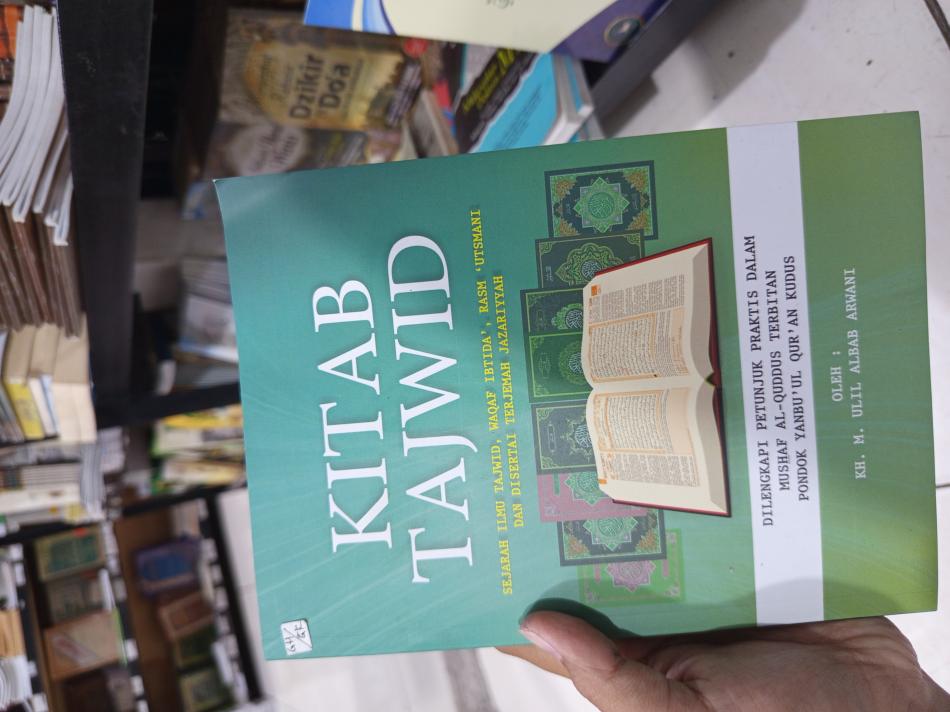 KITAB
TAJWID
SEJARAH ILMU TAJWID, WAQAF IBTIDA', RASM 'UTSMANI
DAN DISERTAI TERJEMAH JAZARIYYAH
DILENGKAPI PETUNJUK PRAKTIS DALAM
MUSHAF AL-QUDDUS TERBITAN
PONDOK YANBU'UL QUR'AN KUDUS
OLEH :
KH. M. ULIL ALBAB ARWANI
Dzikir
Do'a